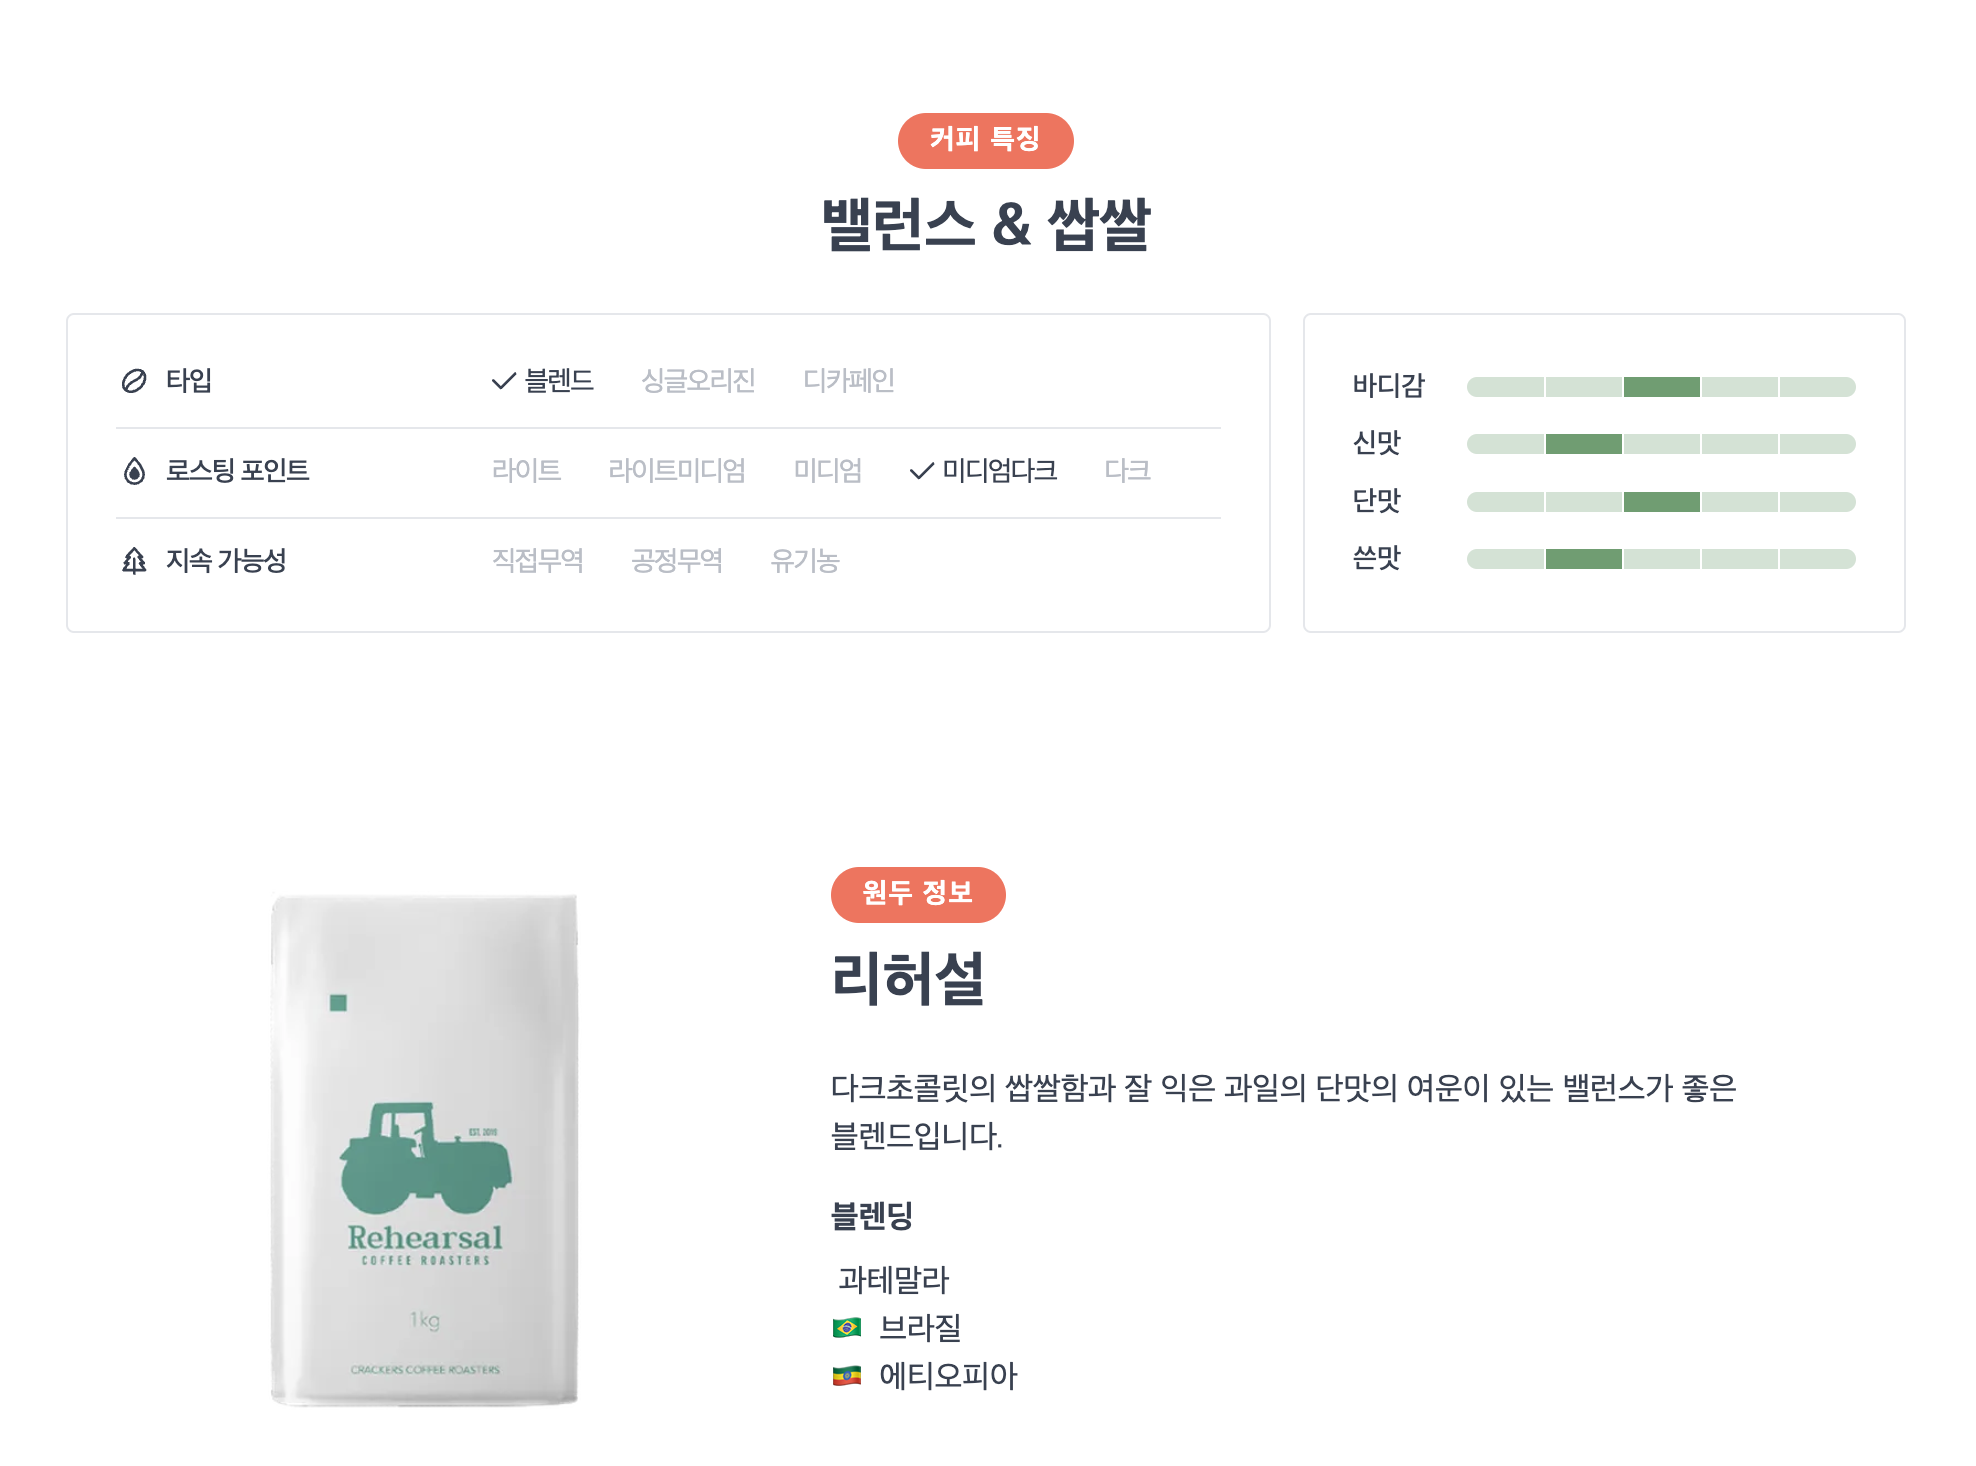 커피 특징
밸런스 & 쌉쌀
타입 블렌드 싱글오리진 디카페인
로스팅 포인트 라이트 라이트미디엄 미디엄 미디엄다크 다크
지속 가능성 직접무역 공정무역 유기농
바디감
신맛
단맛
쓴맛
원두 정보
리허설
다크초콜릿의 쌉쌀함과 잘 익은 과일의 단맛의 여운이 있는 밸런스가 좋은
블렌드입니다.
블렌딩
과테말라
브라질
에티오피아
EST.
Rehearsal
COFFEE ROASTERS
1kg
CRACKERS COFFEE ROASTERS